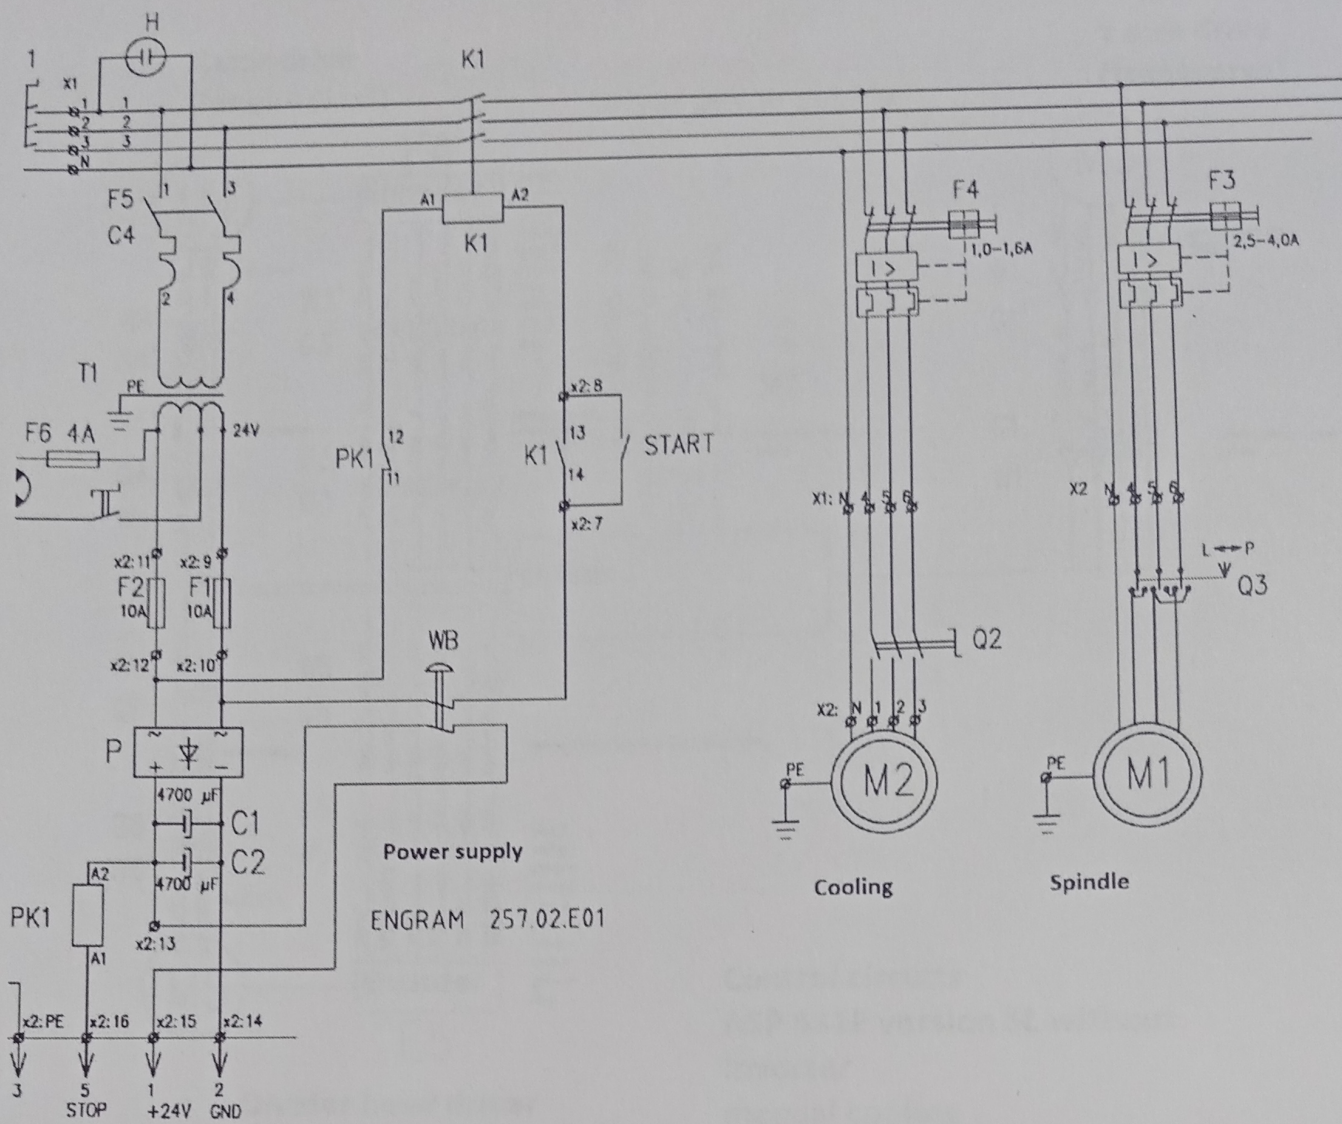 H
1
K1
X1
1
1
2
2
3
3
N
1
3
F5
C4
A1
A2
K1
F4
1,0-1,6A
F3
2,5-4,0A
I >
I >
2
4
T1
PE
24V
F6 4A
x2:8
12
PK1
11
13
K1
14
START
x2:7
X1: N 4 5 6
X2 N 4 5 6
x2:11
x2:9
F2
10A
F1
10A
L P
Q3
x2:12
x2:10
WB
Q2
X2: N 1 2 3
P
~ ~
+ -
4700 µF
C1
C2
4700 µF
PE
M2
PE
M1
Power supply
Cooling
Spindle
A2
PK1
A1
ENGRAM 257.02.E01
x2:13
x2:PE
x2:16
x2:15
x2:14
3
5
1
2
STOP
+24V
GND